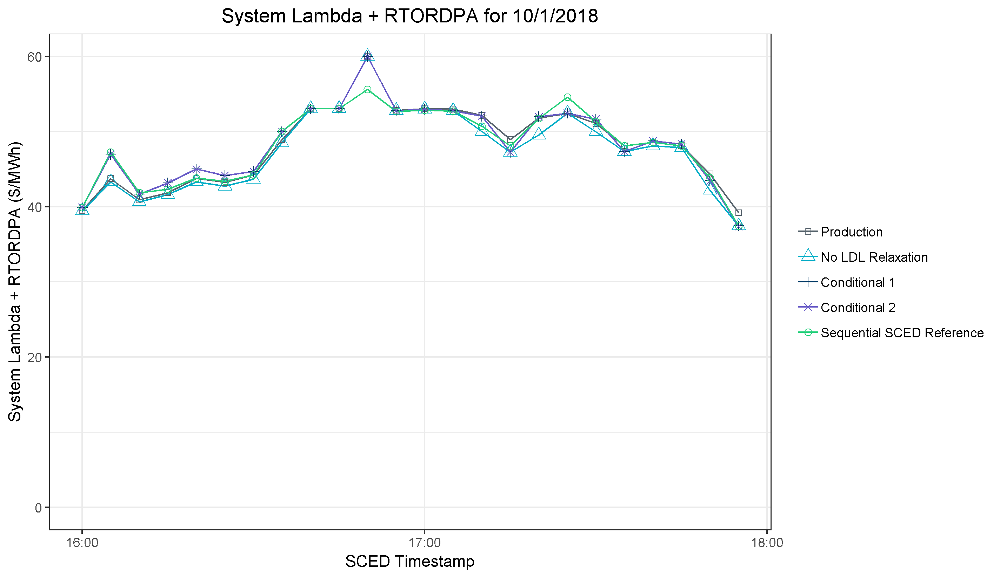 System Lambda + RTORDPA for 10/1/2018
System Lambda + RTORDPA ($/MWh)
60
40
20
0
16:00
17:00
18:00
SCED Timestamp
Production
No LDL Relaxation
Conditional 1
Conditional 2
Sequential SCED Reference